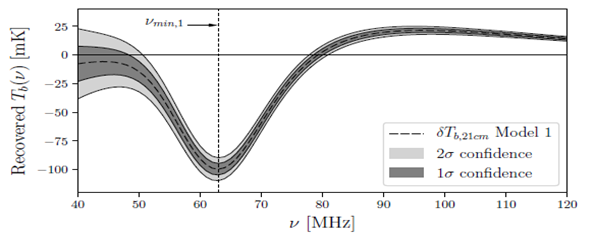 25
0
−25
−50
−75
−100
Recovered T_b(ν) [mK]
ν_min,1
δT_b,21cm Model 1
2σ confidence
1σ confidence
40 50 60 70 80 90 100 110 120
ν [MHz]